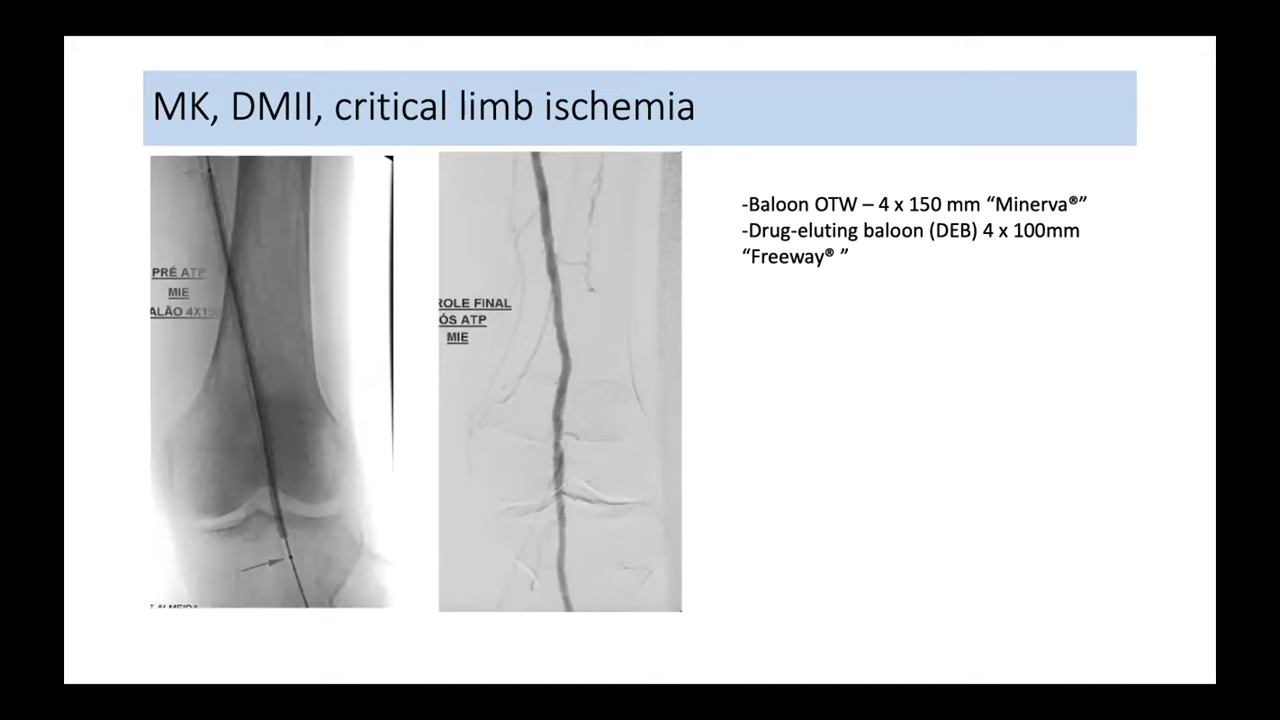 MK, DMII, critical limb ischemia
PRÉ ATP
MIE
ALÃO 4X15
ROLE FINAL
ÓS ATP
MIE
-Baloon OTW – 4 x 150 mm “Minerva®”
-Drug-eluting baloon (DEB) 4 x 100mm
“Freeway® ”
ALMEIDA